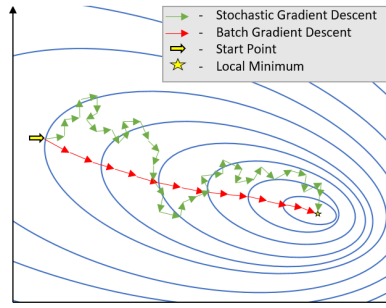 - Stochastic Gradient Descent
- Batch Gradient Descent
- Start Point
- Local Minimum